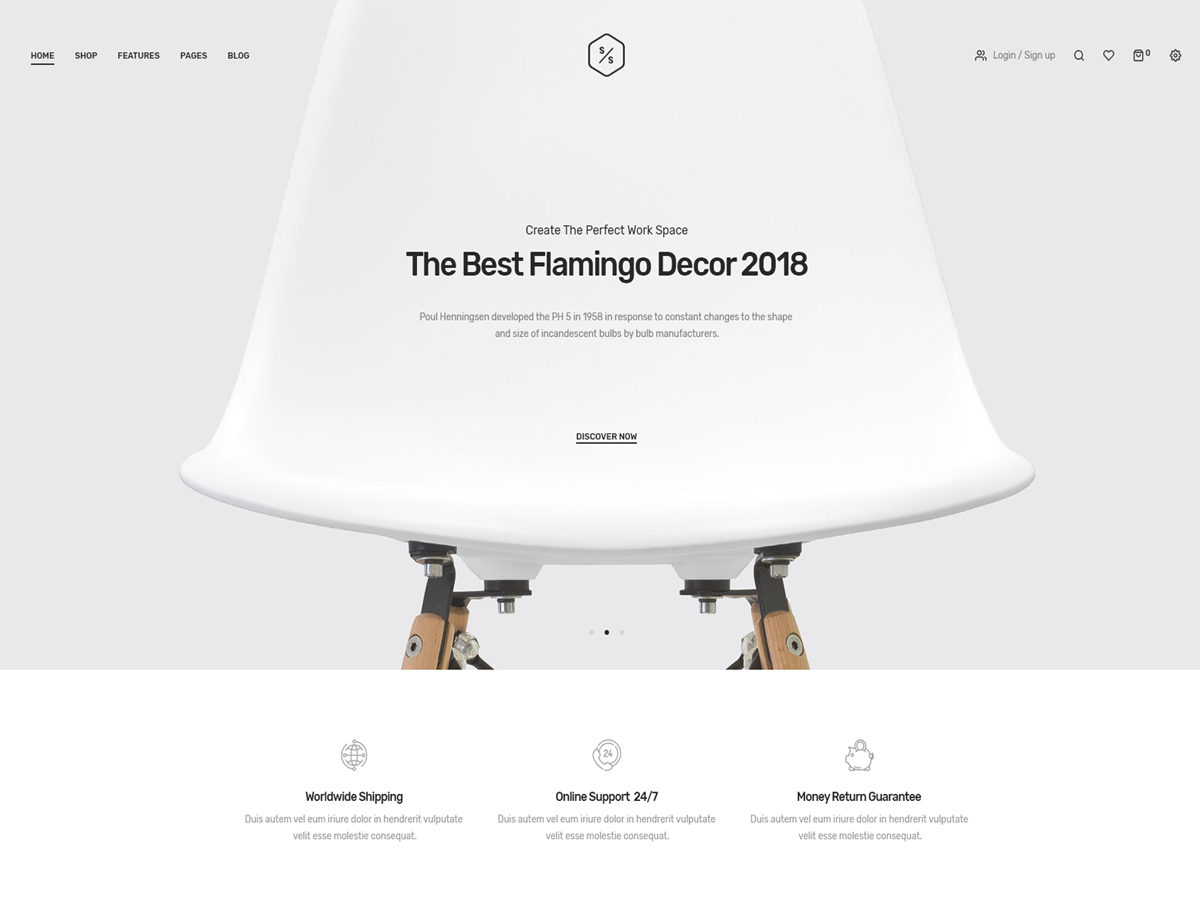 HOME SHOP FEATURES PAGES BLOG
S/S
Login / Sign up
0
Create The Perfect Work Space
The Best Flamingo Decor 2018
Poul Henningsen developed the PH 5 in 1958 in response to constant changes to the shape
and size of incandescent bulbs by bulb manufacturers.
DISCOVER NOW
24
Worldwide Shipping
Duis autem vel eum iriure dolor in hendrerit vulputate
velit esse molestie consequat.
Online Support 24/7
Duis autem vel eum iriure dolor in hendrerit vulputate
velit esse molestie consequat.
Money Return Guarantee
Duis autem vel eum iriure dolor in hendrerit vulputate
velit esse molestie consequat.